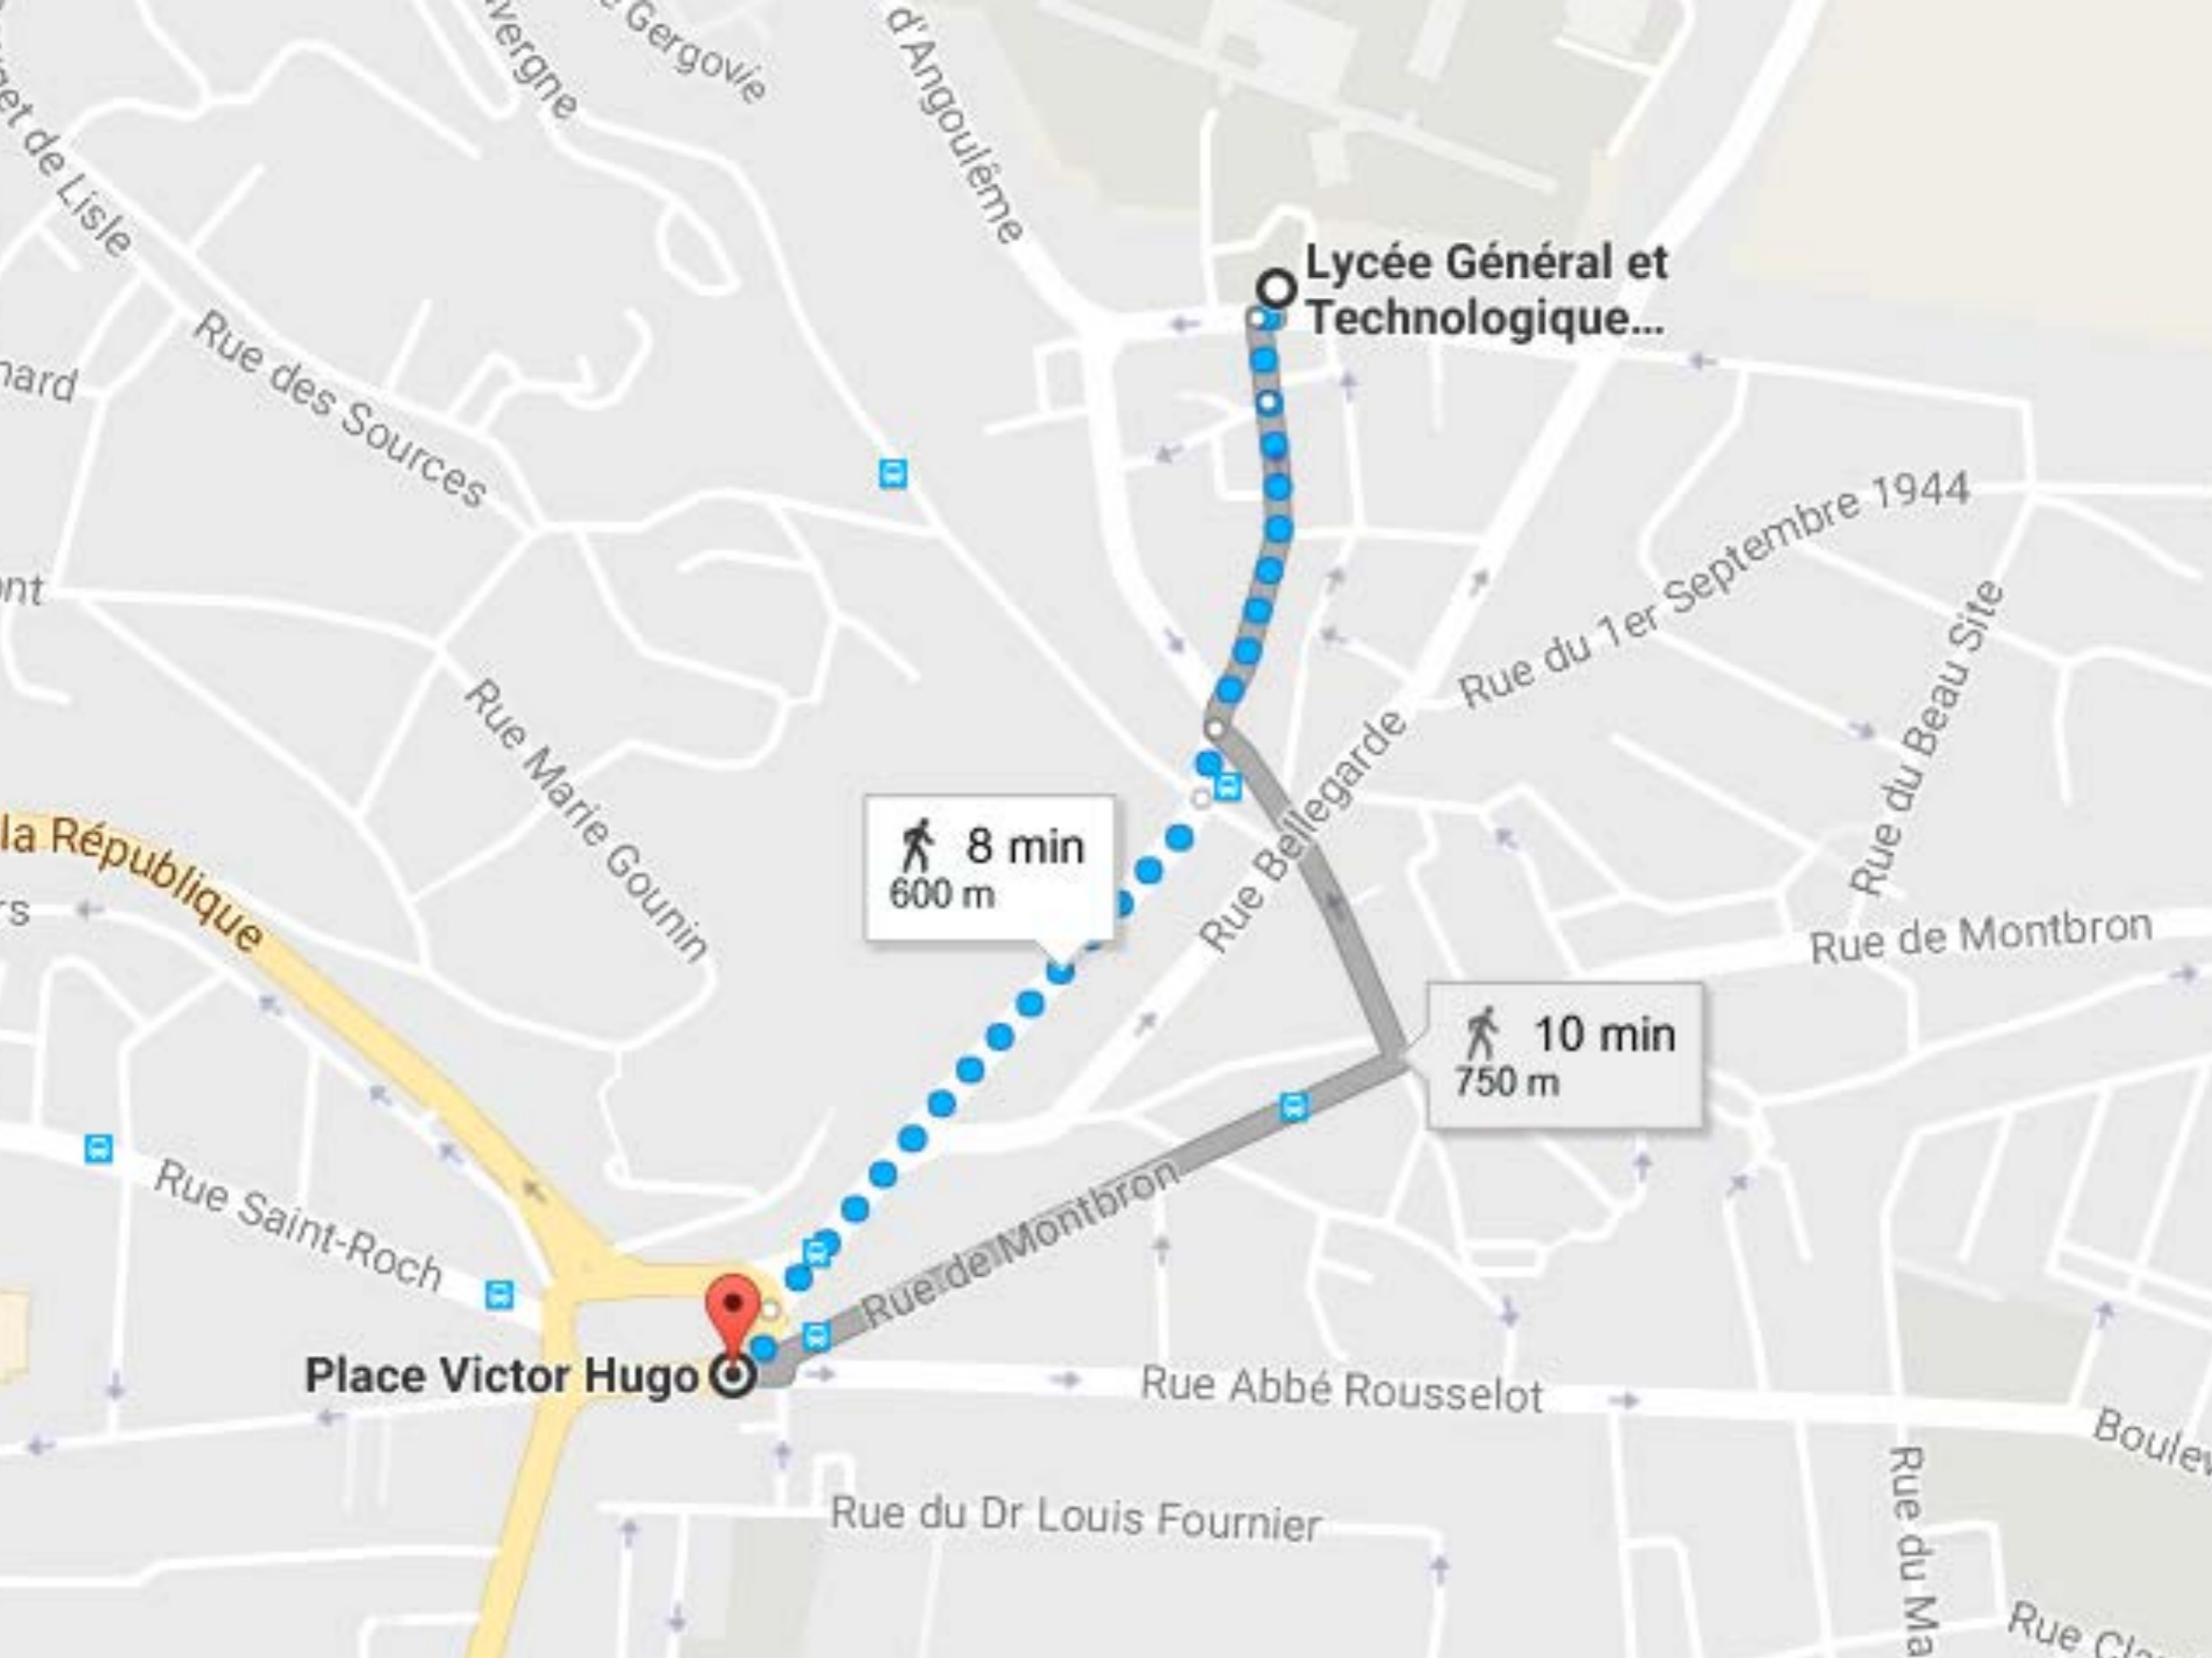 vergne
Gergovie
d'Angoulême
et de Lisle
Lycée Général et
Technologique...
Rue des Sources
nard
Rue du 1er Septembre 1944
ont
Rue du Beau Site
Rue Marie Gounin
Rue Bellegarde
la République
8 min
600 m
rs
Rue de Montbron
10 min
750 m
Rue Saint-Roch
Rue de Montbron
Place Victor Hugo
Rue Abbé Rousselot
Boulev
Rue du Dr Louis Fournier
Rue du Ma
Rue Cla